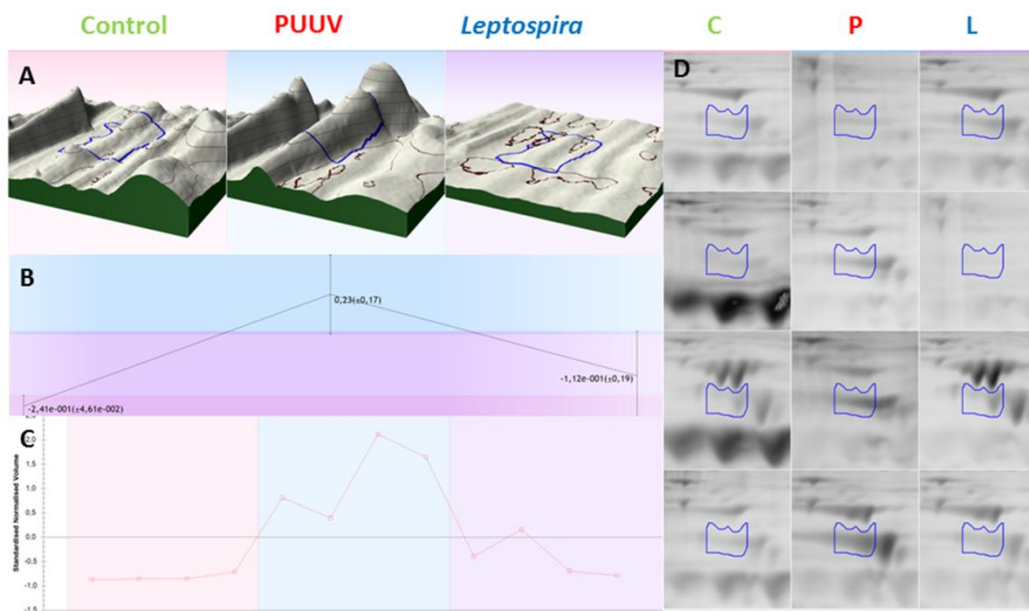 Control PUUV Leptospira C P L
A
D
B
0,23(±0,17)
-1,12e-001(±0,19)
-2,41e-001(±4,61e-002)
C
2,0
1,5
1,0
0,5
0,0
-0,5
-1,0
-1,5
Standardised Normalised Volume